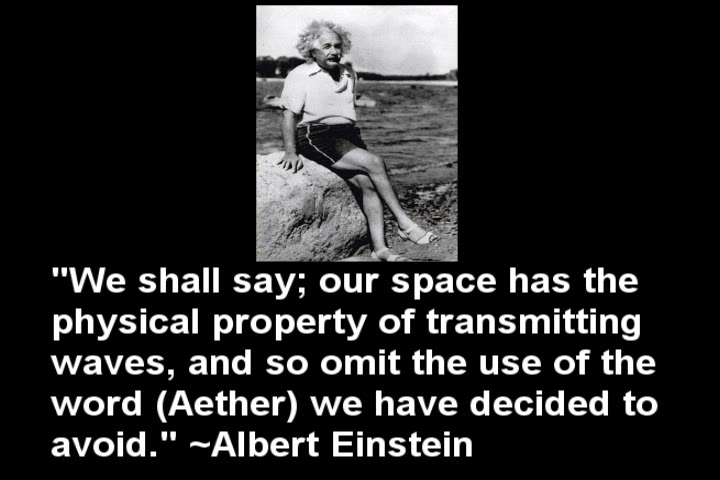 "We shall say; our space has the
physical property of transmitting
waves, and so omit the use of the
word (Aether) we have decided to
avoid." ~Albert Einstein